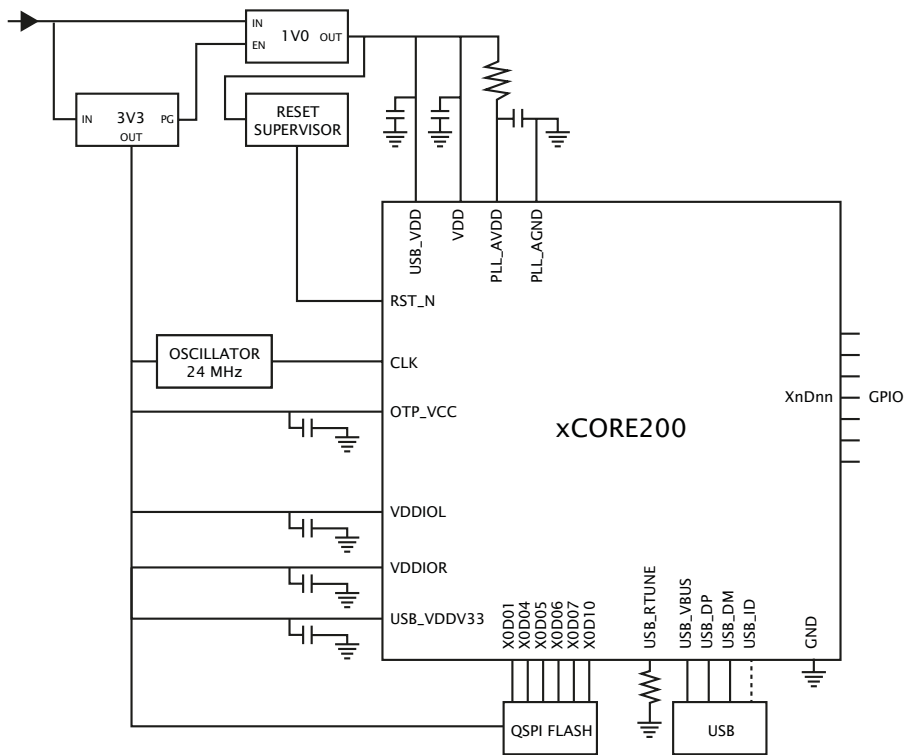 IN
1V0
OUT
EN
IN
3V3
PG
OUT
RESET
SUPERVISOR
USB_VDD
VDD
PLL_AVDD
PLL_AGND
RST_N
OSCILLATOR
24 MHz
CLK
OTP_VCC
XnDnn
GPIO
xCORE200
VDDIOL
VDDIOR
USB_VDDV33
X0D01
X0D04
X0D05
X0D06
X0D07
X0D10
USB_RTUNE
USB_VBUS
USB_DP
USB_DM
USB_ID
GND
QSPI FLASH
USB